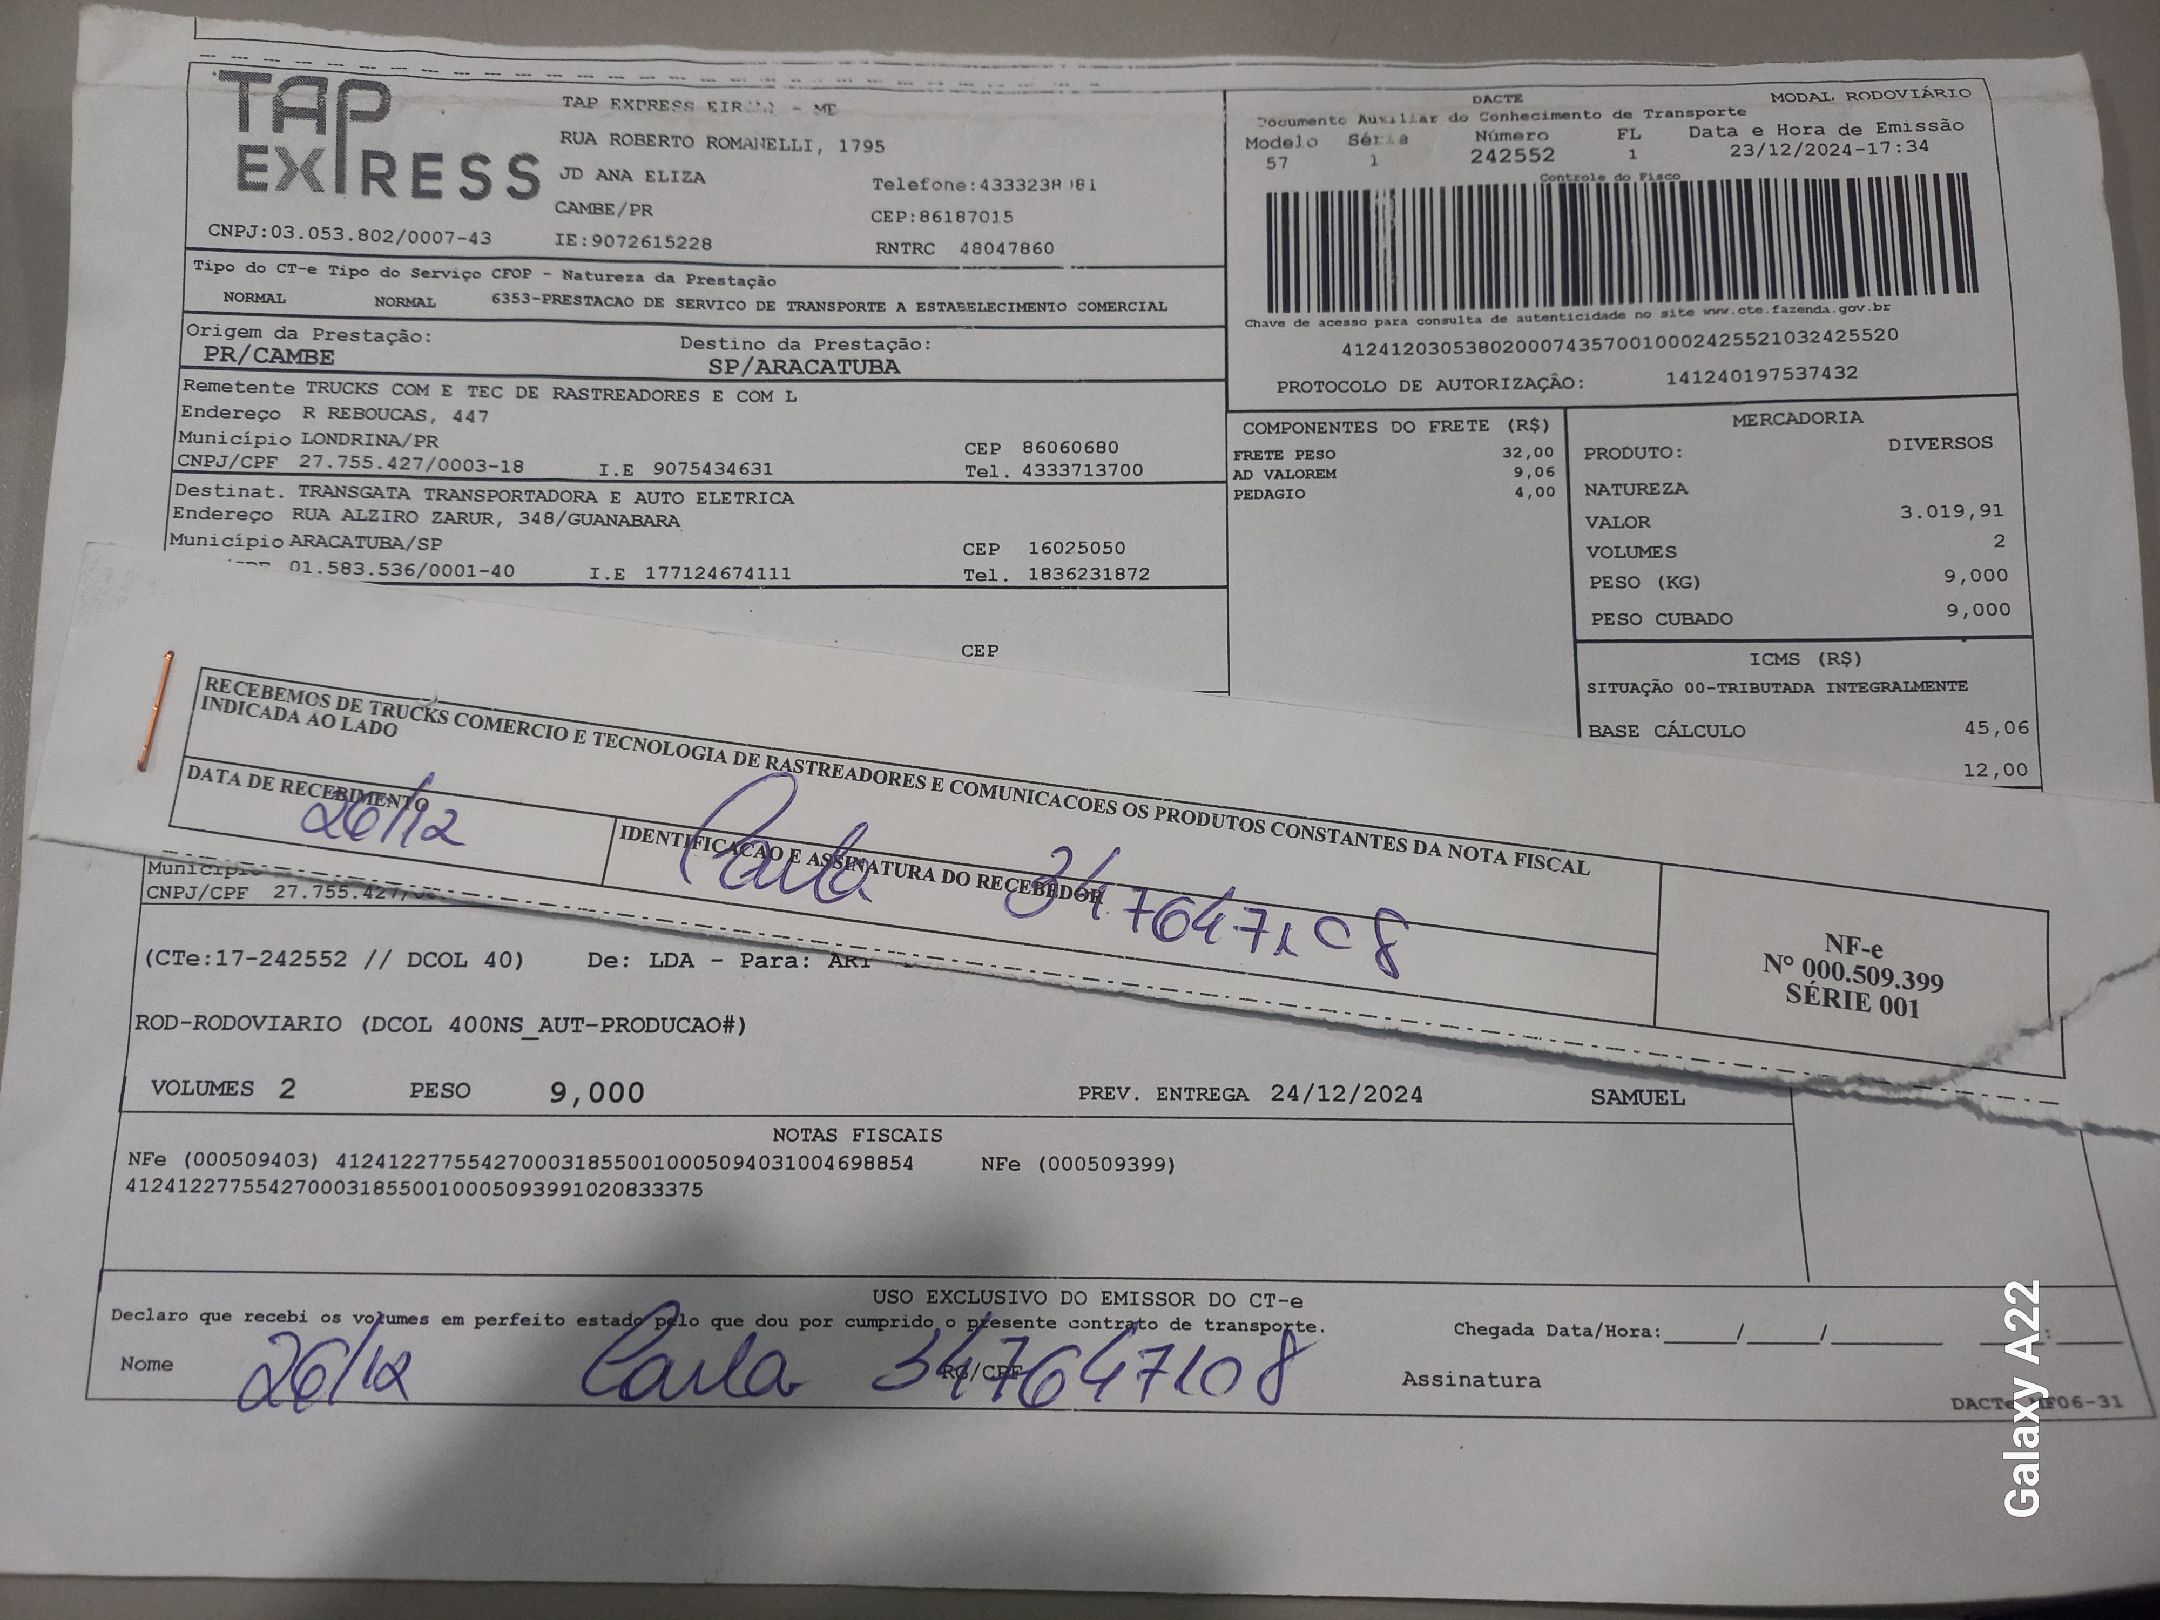 TAP EXPRESS
TAP EXPRESS - ME
RUA ROBERTO ROMANELLI, 1795
JD ANA ELIZA
CAMBE/PR
Telefone:
CEP:86187015
CNPJ:03.053.802/0007-43 IE:9072615228 RNTRC 48047860
DACTE MODAL RODOVIÁRIO
Documento Auxiliar do Conhecimento de Transporte
Modelo Série Número FL Data e Hora de Emissão
57 1 242552 1 23/12/2024-17:34
Controle do Fisco
Chave de acesso para consulta de autenticidade no site www.cte.fazenda.gov.br
41241203053802000743570010002425521032425520
PROTOCOLO DE AUTORIZAÇÃO: 141240197537432
Tipo do CT-e Tipo do Serviço CFOP - Natureza da Prestação
NORMAL NORMAL 6353-PRESTACAO DE SERVICO DE TRANSPORTE A ESTABELECIMENTO COMERCIAL
Origem da Prestação: Destino da Prestação:
PR/CAMBE SP/ARACATUBA
Remetente TRUCKS COM E TEC DE RASTREADORES E COM L
Endereço R REBOUCAS, 447
Município LONDRINA/PR CEP 86060680
CNPJ/CPF 27.755.427/0003-18 I.E 9075434631 Tel. 4333713700
Destinat. TRANSGATA TRANSPORTADORA E AUTO ELETRICA
Endereço RUA ALZIRO ZARUR, 348/GUANABARA
Município ARACATUBA/SP CEP 16025050
01.583.536/0001-40 I.E 177124674111 Tel. 1836231872
CEP
COMPONENTES DO FRETE (R$)
FRETE PESO 32,00
AD VALOREM 9,06
PEDAGIO 4,00
MERCADORIA
PRODUTO: DIVERSOS
NATUREZA
VALOR 3.019,91
VOLUMES 2
PESO (KG) 9,000
PESO CUBADO 9,000
ICMS (R$)
SITUAÇÃO 00-TRIBUTADA INTEGRALMENTE
BASE CÁLCULO 45,06
12,00
RECEBEMOS DE TRUCKS COMERCIO E TECNOLOGIA DE RASTREADORES E COMUNICACOES OS PRODUTOS CONSTANTES DA NOTA FISCAL
INDICADA AO LADO
DATA DE RECEBIMENTO IDENTIFICACAO E ASSINATURA DO RECEBEDOR
26/12 Carla 347647108
NF-e
Nº 000.509.399
SÉRIE 001
Município
CNPJ/CPF 27.755.427/
(CTe:17-242552 // DCOL 40) De: LDA - Para:
ROD-RODOVIARIO (DCOL 400NS_AUT-PRODUCAO#)
VOLUMES 2 PESO 9,000 PREV. ENTREGA 24/12/2024 SAMUEL
NOTAS FISCAIS
NFe (000509403) 41241227755427000318550010005094031004698854 NFe (000509399)
41241227755427000318550010005093991020833375
USO EXCLUSIVO DO EMISSOR DO CT-e
Declaro que recebi os volumes em perfeito estado pelo que dou por cumprido o presente contrato de transporte. Chegada Data/Hora:_____/_____/_______ ___:____
Nome 26/12 Carla RG/CPF 347647108 Assinatura
DACTe MF06-31
Galaxy A22